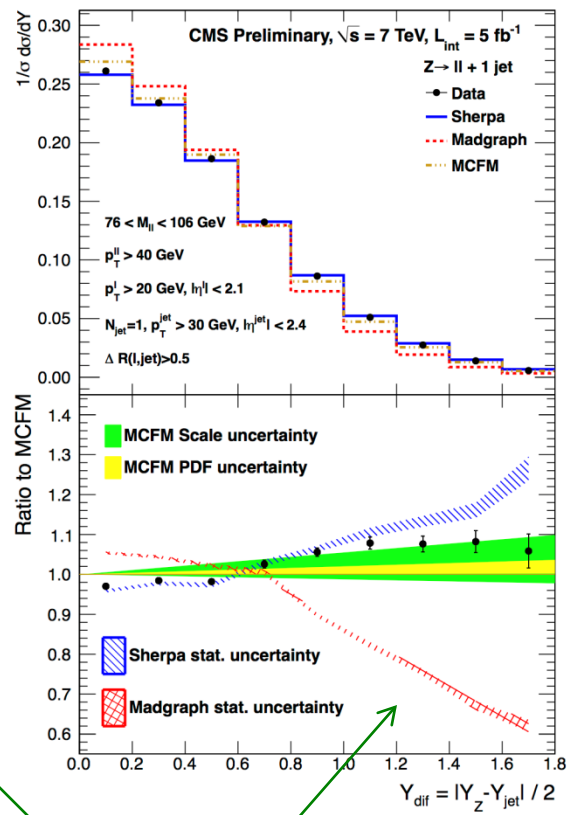 1/σ dσ/dY
CMS Preliminary, √s = 7 TeV, L_int = 5 fb⁻¹
Z→ ll + 1 jet
Data
Sherpa
Madgraph
MCFM
0.30
0.25
0.20
0.15
0.10
0.05
0.00
76 < M_ll < 106 GeV
p_T^ll > 40 GeV
p_T^l > 20 GeV, |η^l| < 2.1
N_jet=1, p_T^jet > 30 GeV, |η^jet| < 2.4
Δ R(l,jet)>0.5
Ratio to MCFM
1.4
1.3
1.2
1.1
1.0
0.9
0.8
0.7
0.6
MCFM Scale uncertainty
MCFM PDF uncertainty
Sherpa stat. uncertainty
Madgraph stat. uncertainty
0.0 0.2 0.4 0.6 0.8 1.0 1.2 1.4 1.6 1.8
Y_dif = |Y_Z-Y_jet| / 2